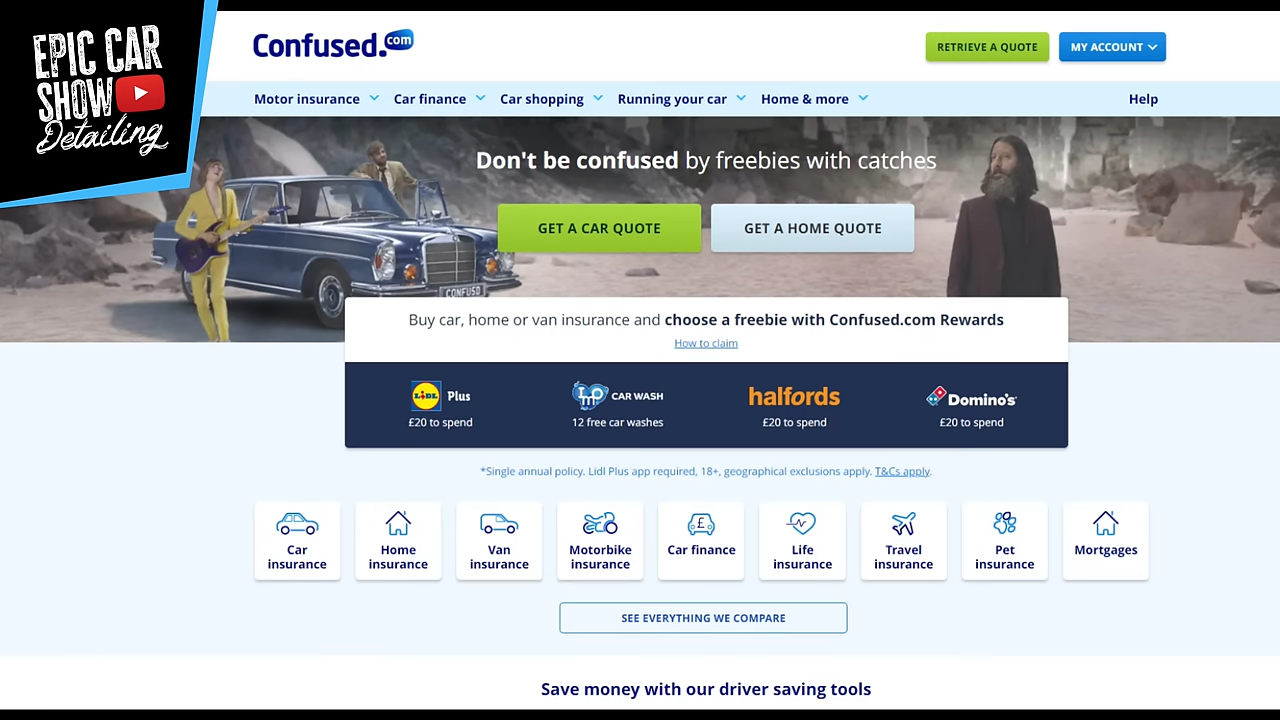 EPIC CAR
SHOW
Detailing
Confused.com
RETRIEVE A QUOTE
MY ACCOUNT
Motor insurance
Car finance
Car shopping
Running your car
Home & more
Help
Don't be confused by freebies with catches
GET A CAR QUOTE
GET A HOME QUOTE
CONFUSD
Buy car, home or van insurance and choose a freebie with Confused.com Rewards
How to claim
LiDL Plus
£20 to spend
imo CAR WASH
12 free car washes
halfords
£20 to spend
Domino's
£20 to spend
*Single annual policy. Lidl Plus app required, 18+, geographical exclusions apply. T&Cs apply.
Car
insurance
Home
insurance
Van
insurance
Motorbike
insurance
Car finance
Life
insurance
Travel
insurance
Pet
insurance
Mortgages
SEE EVERYTHING WE COMPARE
Save money with our driver saving tools